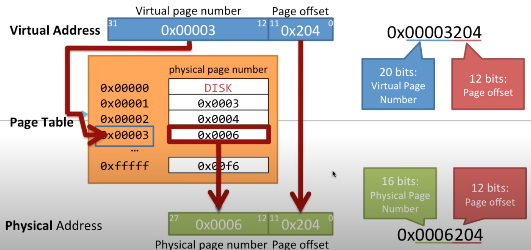 Virtual page number Page offset
Virtual Address 31 0x00003 12 11 0x204 0
0x00003204
physical page number
0x00000 DISK
0x00001 0x0003
0x00002 0x0004
Page Table 0x00003 0x0006
...
0xfffff 0x00f6
20 bits:
Virtual Page
Number
12 bits:
Page offset
16 bits:
Physical Page
Number
12 bits:
Page offset
Physical Address 27 0x0006 12 11 0x204 0
0x0006204
Physical page number Page offset